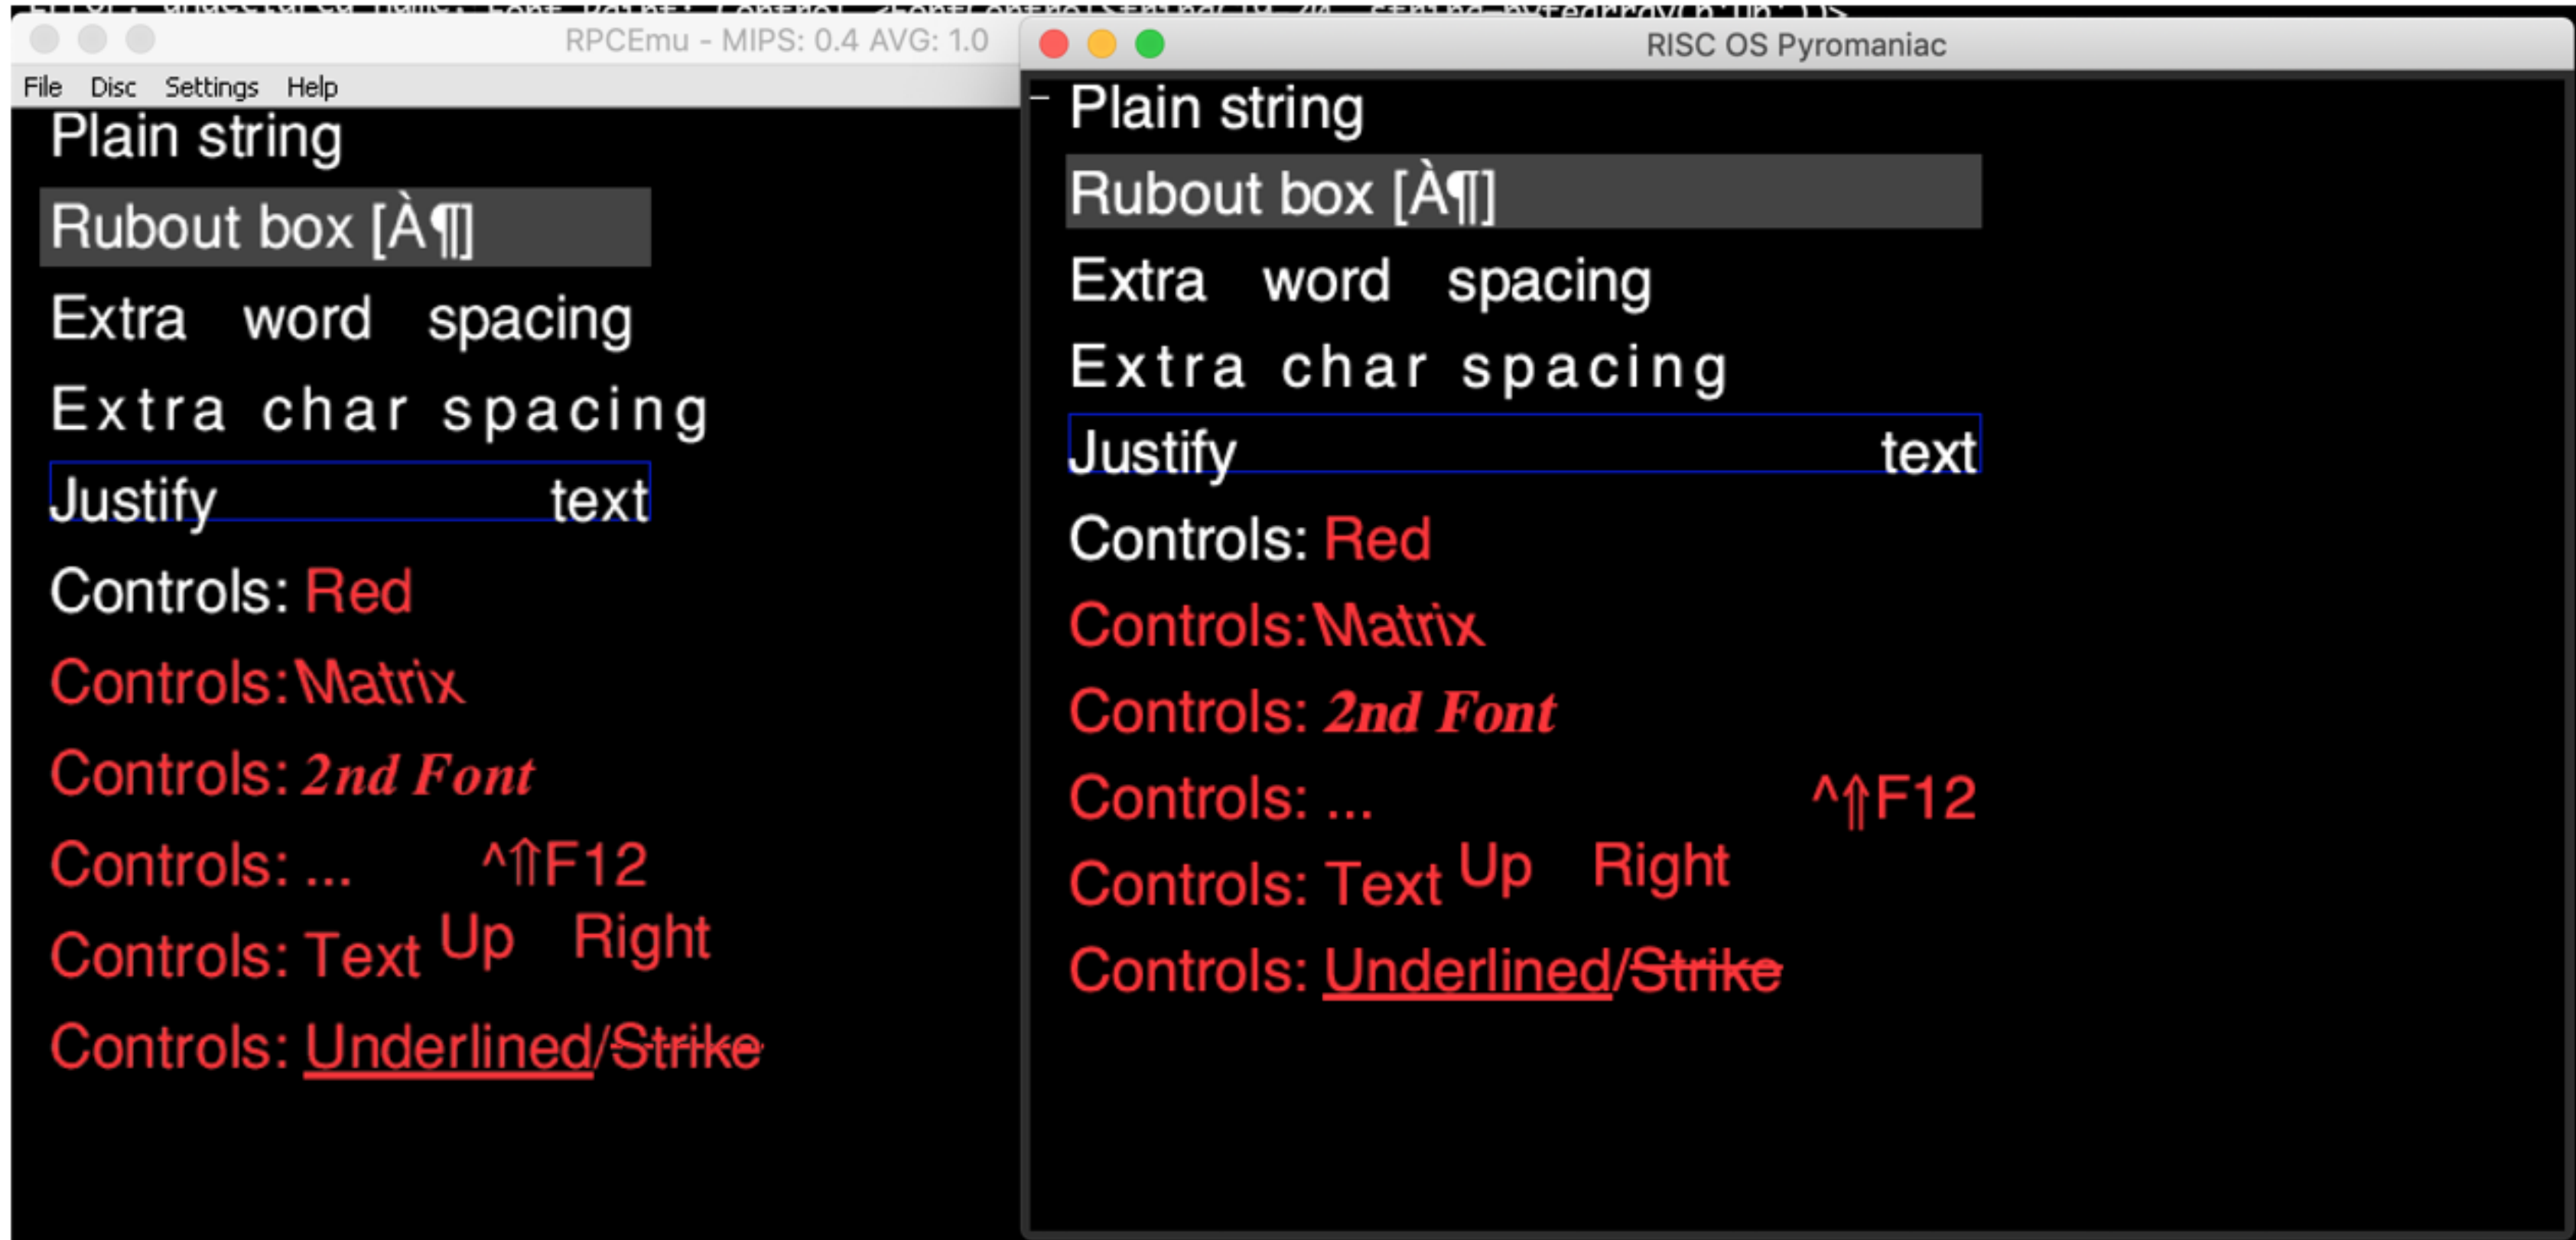 RPCEmu - MIPS: 0.4 AVG: 1.0
File Disc Settings Help
Plain string
Rubout box [À¶]
Extra word spacing
Extra char spacing
Justify text
Controls: Red
Controls: Matrix
Controls: 2nd Font
Controls: ... ^⇑F12
Controls: Text Up Right
Controls: Underlined/Strike
RISC OS Pyromaniac
Plain string
Rubout box [À¶]
Extra word spacing
Extra char spacing
Justify text
Controls: Red
Controls: Matrix
Controls: 2nd Font
Controls: ... ^⇑F12
Controls: Text Up Right
Controls: Underlined/Strike